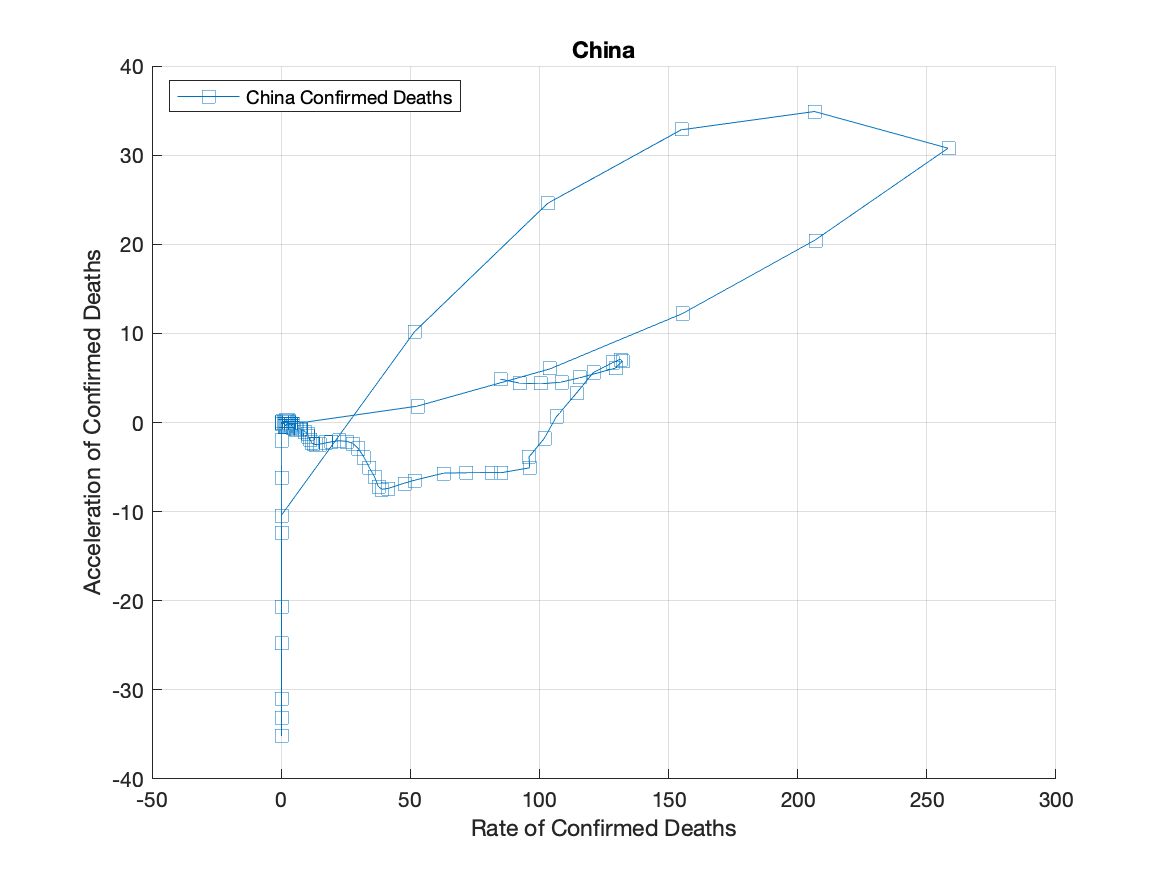 China
China Confirmed Deaths
Acceleration of Confirmed Deaths
40
30
20
10
0
-10
-20
-30
-40
-50 0 50 100 150 200 250 300
Rate of Confirmed Deaths